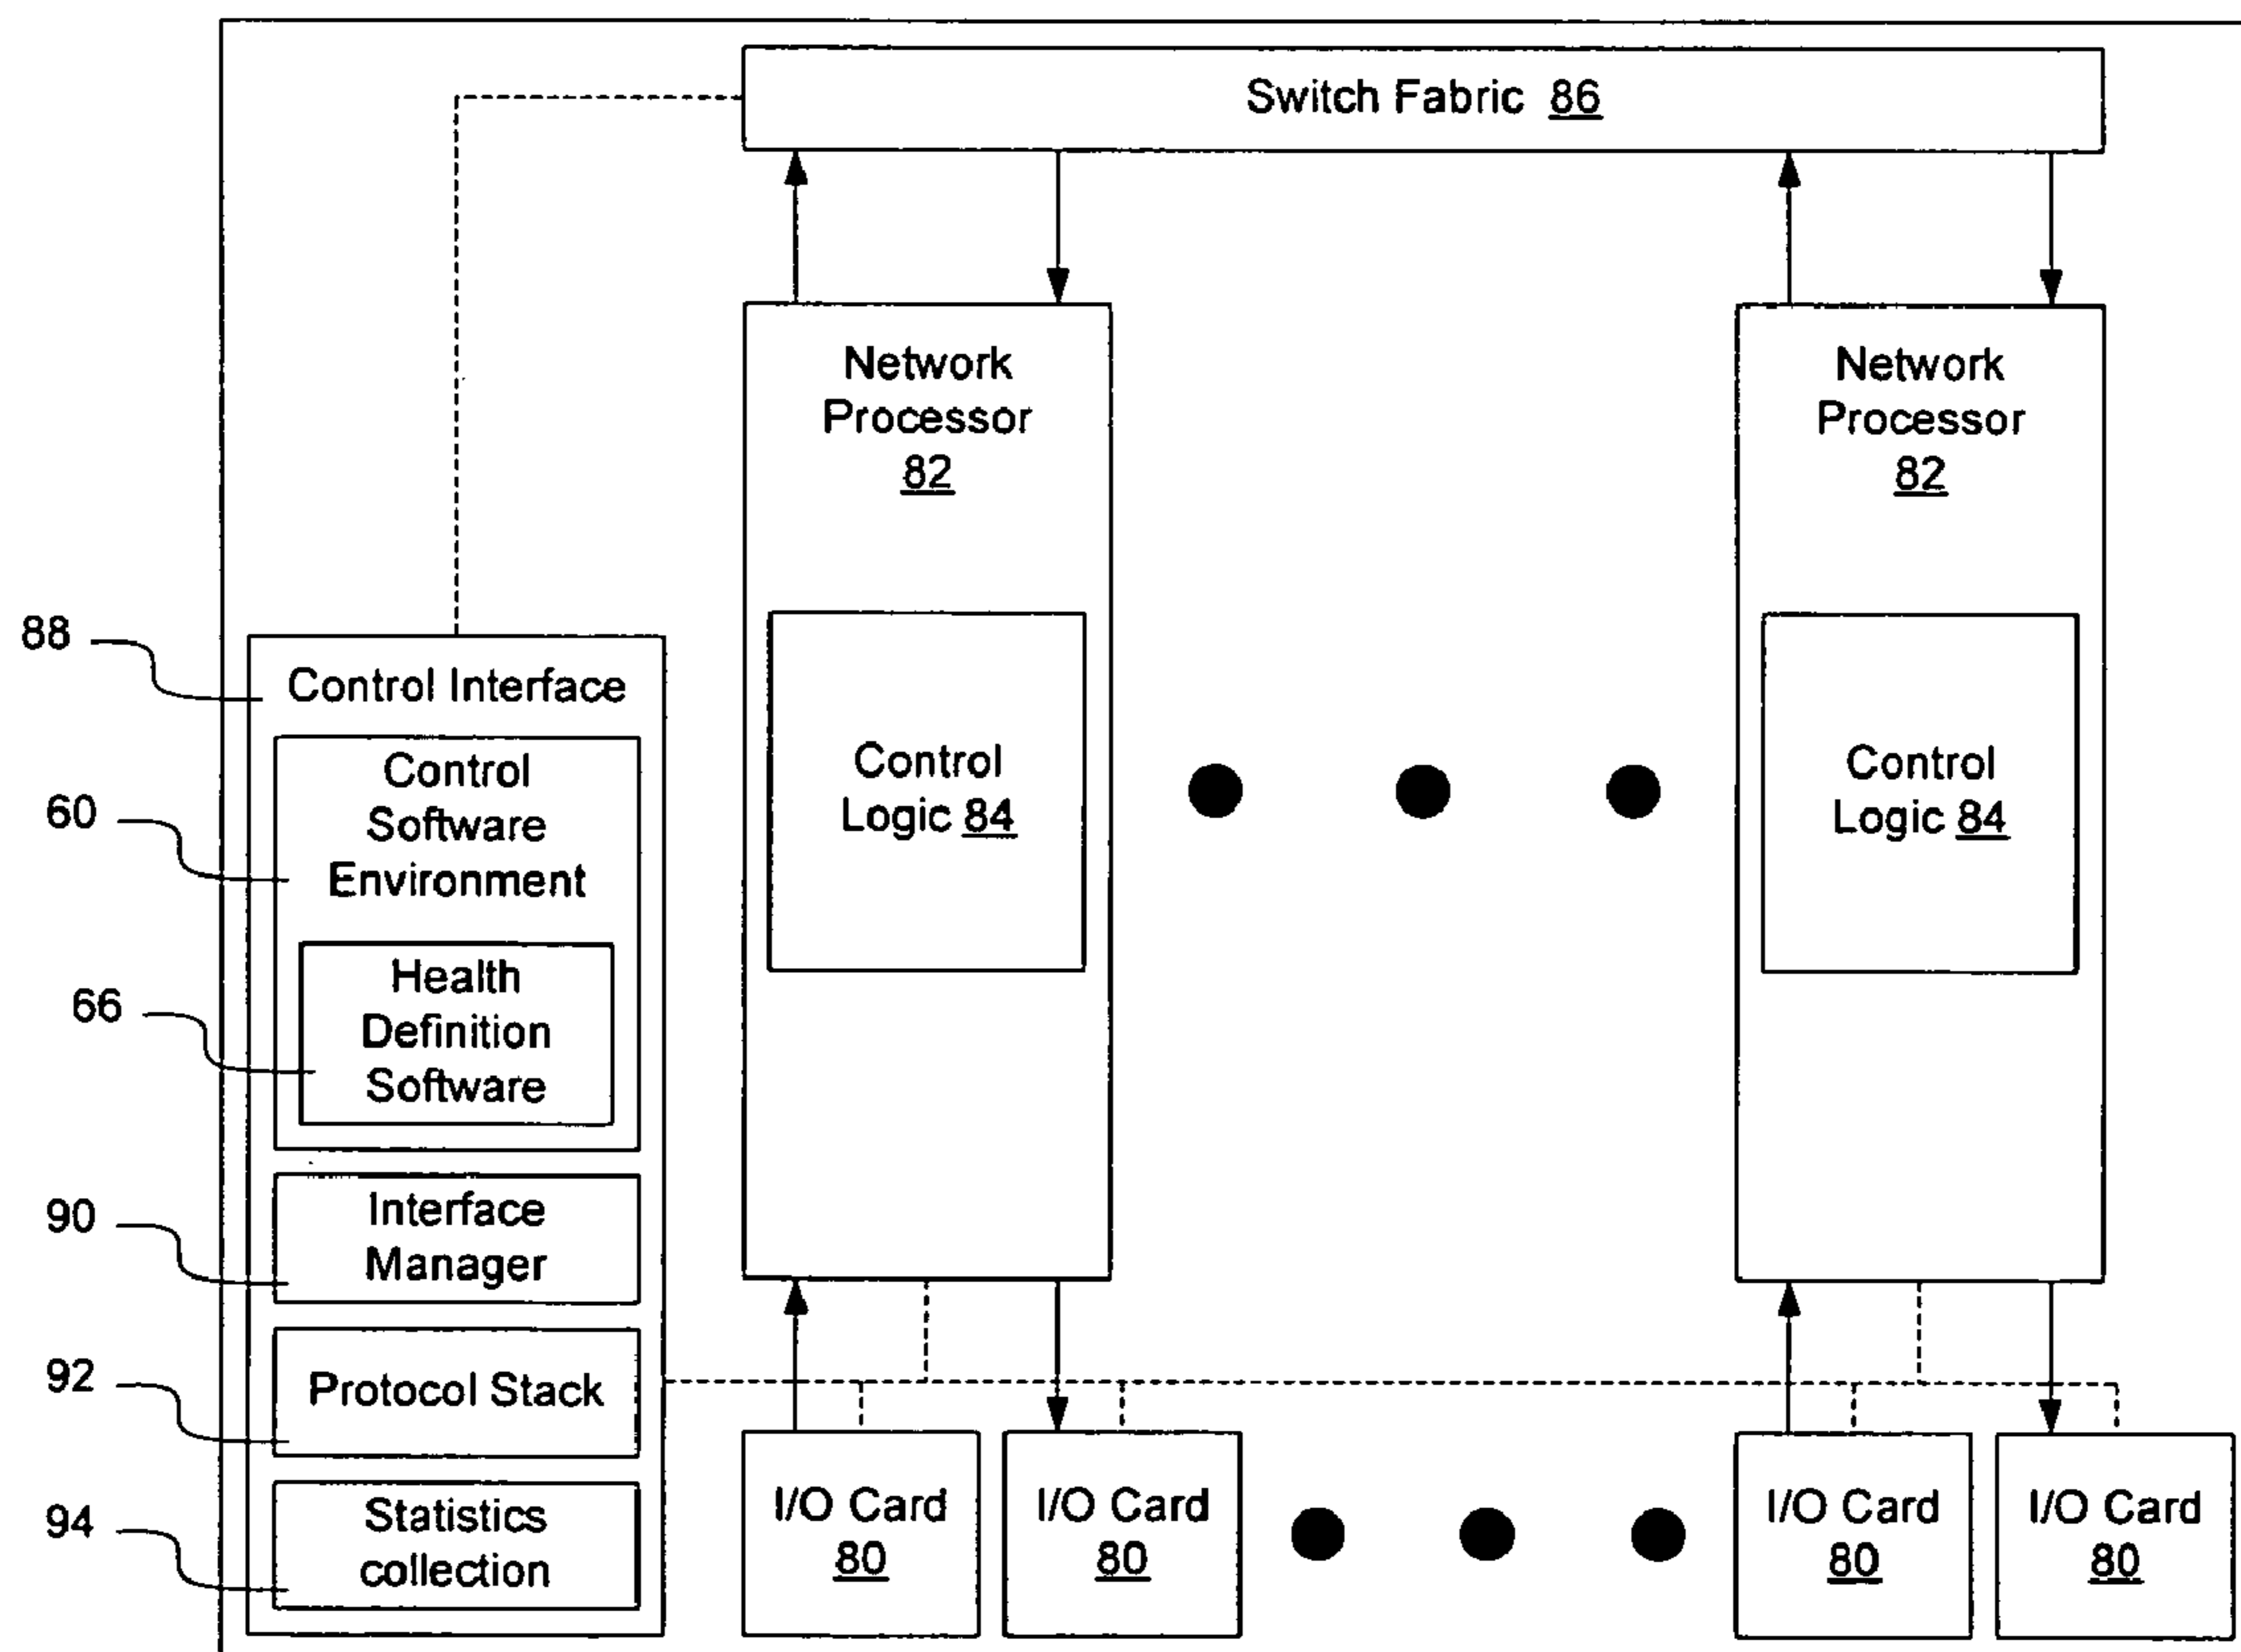 Switch Fabric 86
Network
Processor
82
Network
Processor
82
88
Control Interface
60
Control
Software
Environment
66
Health
Definition
Software
Control
Logic 84
Control
Logic 84
90
Interface
Manager
92
Protocol Stack
94
Statistics
collection
I/O Card
80
I/O Card
80
I/O Card
80
I/O Card
80